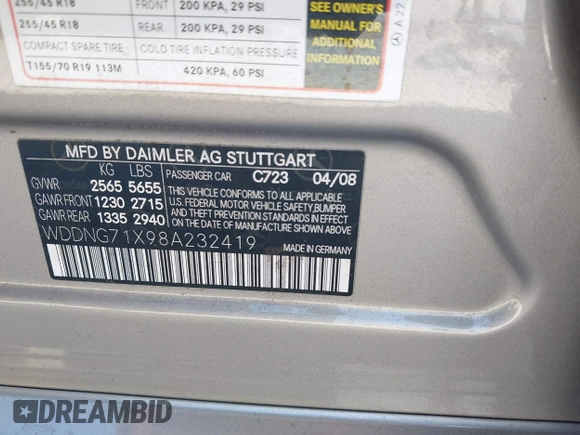 255/45 R18 FRONT 200 KPA, 29 PSI
255/45 R18 REAR 200 KPA, 29 PSI
COMPACT SPARE TIRE COLD TIRE INFLATION PRESSURE
T155/70 R19 113M 420 KPA, 60 PSI
SEE OWNER'S
MANUAL FOR
ADDITIONAL
INFORMATION
A 22
MFD BY DAIMLER AG STUTTGART
KG LBS PASSENGER CAR C723 04/08
GVWR 2565 5655
GAWR FRONT 1230 2715
GAWR REAR 1335 2940
THIS VEHICLE CONFORMS TO ALL APPLICABLE
U.S. FEDERAL MOTOR VEHICLE SAFETY, BUMPER,
AND THEFT PREVENTION STANDARDS IN EFFECT
ON THE DATE OF MANUFACTURE SHOWN ABOVE.
WDDNG71X98A232419 MADE IN GERMANY
DREAMBID